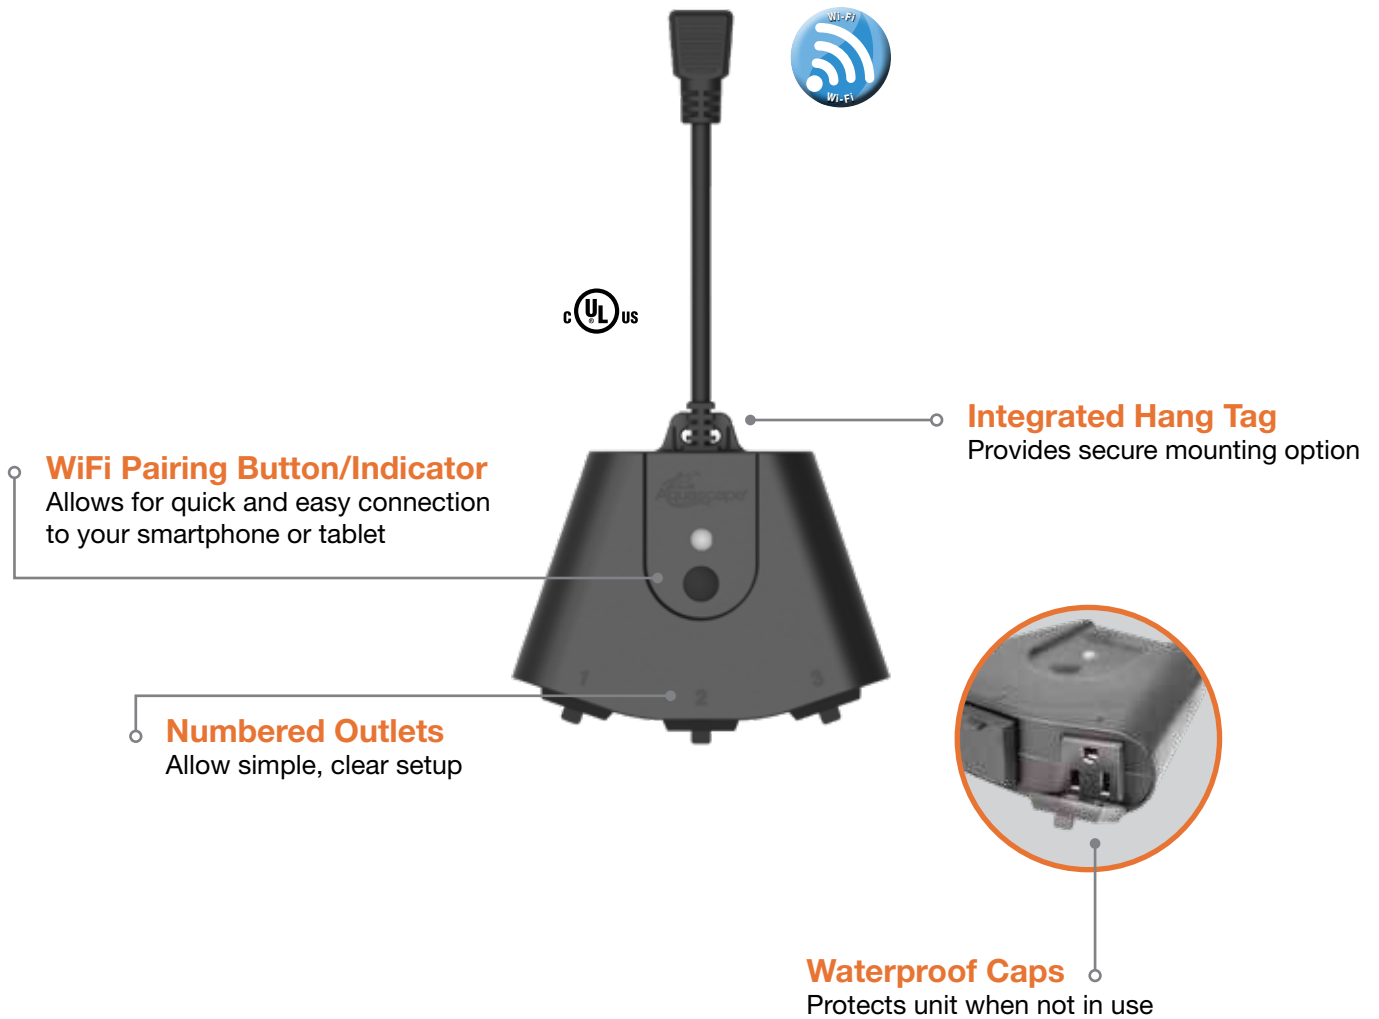 Wi-Fi
Wi-Fi
C UL US
®
Integrated Hang Tag
Provides secure mounting option
WiFi Pairing Button/Indicator
Allows for quick and easy connection
to your smartphone or tablet
Aquascape
1
2
3
Numbered Outlets
Allow simple, clear setup
Waterproof Caps
Protects unit when not in use